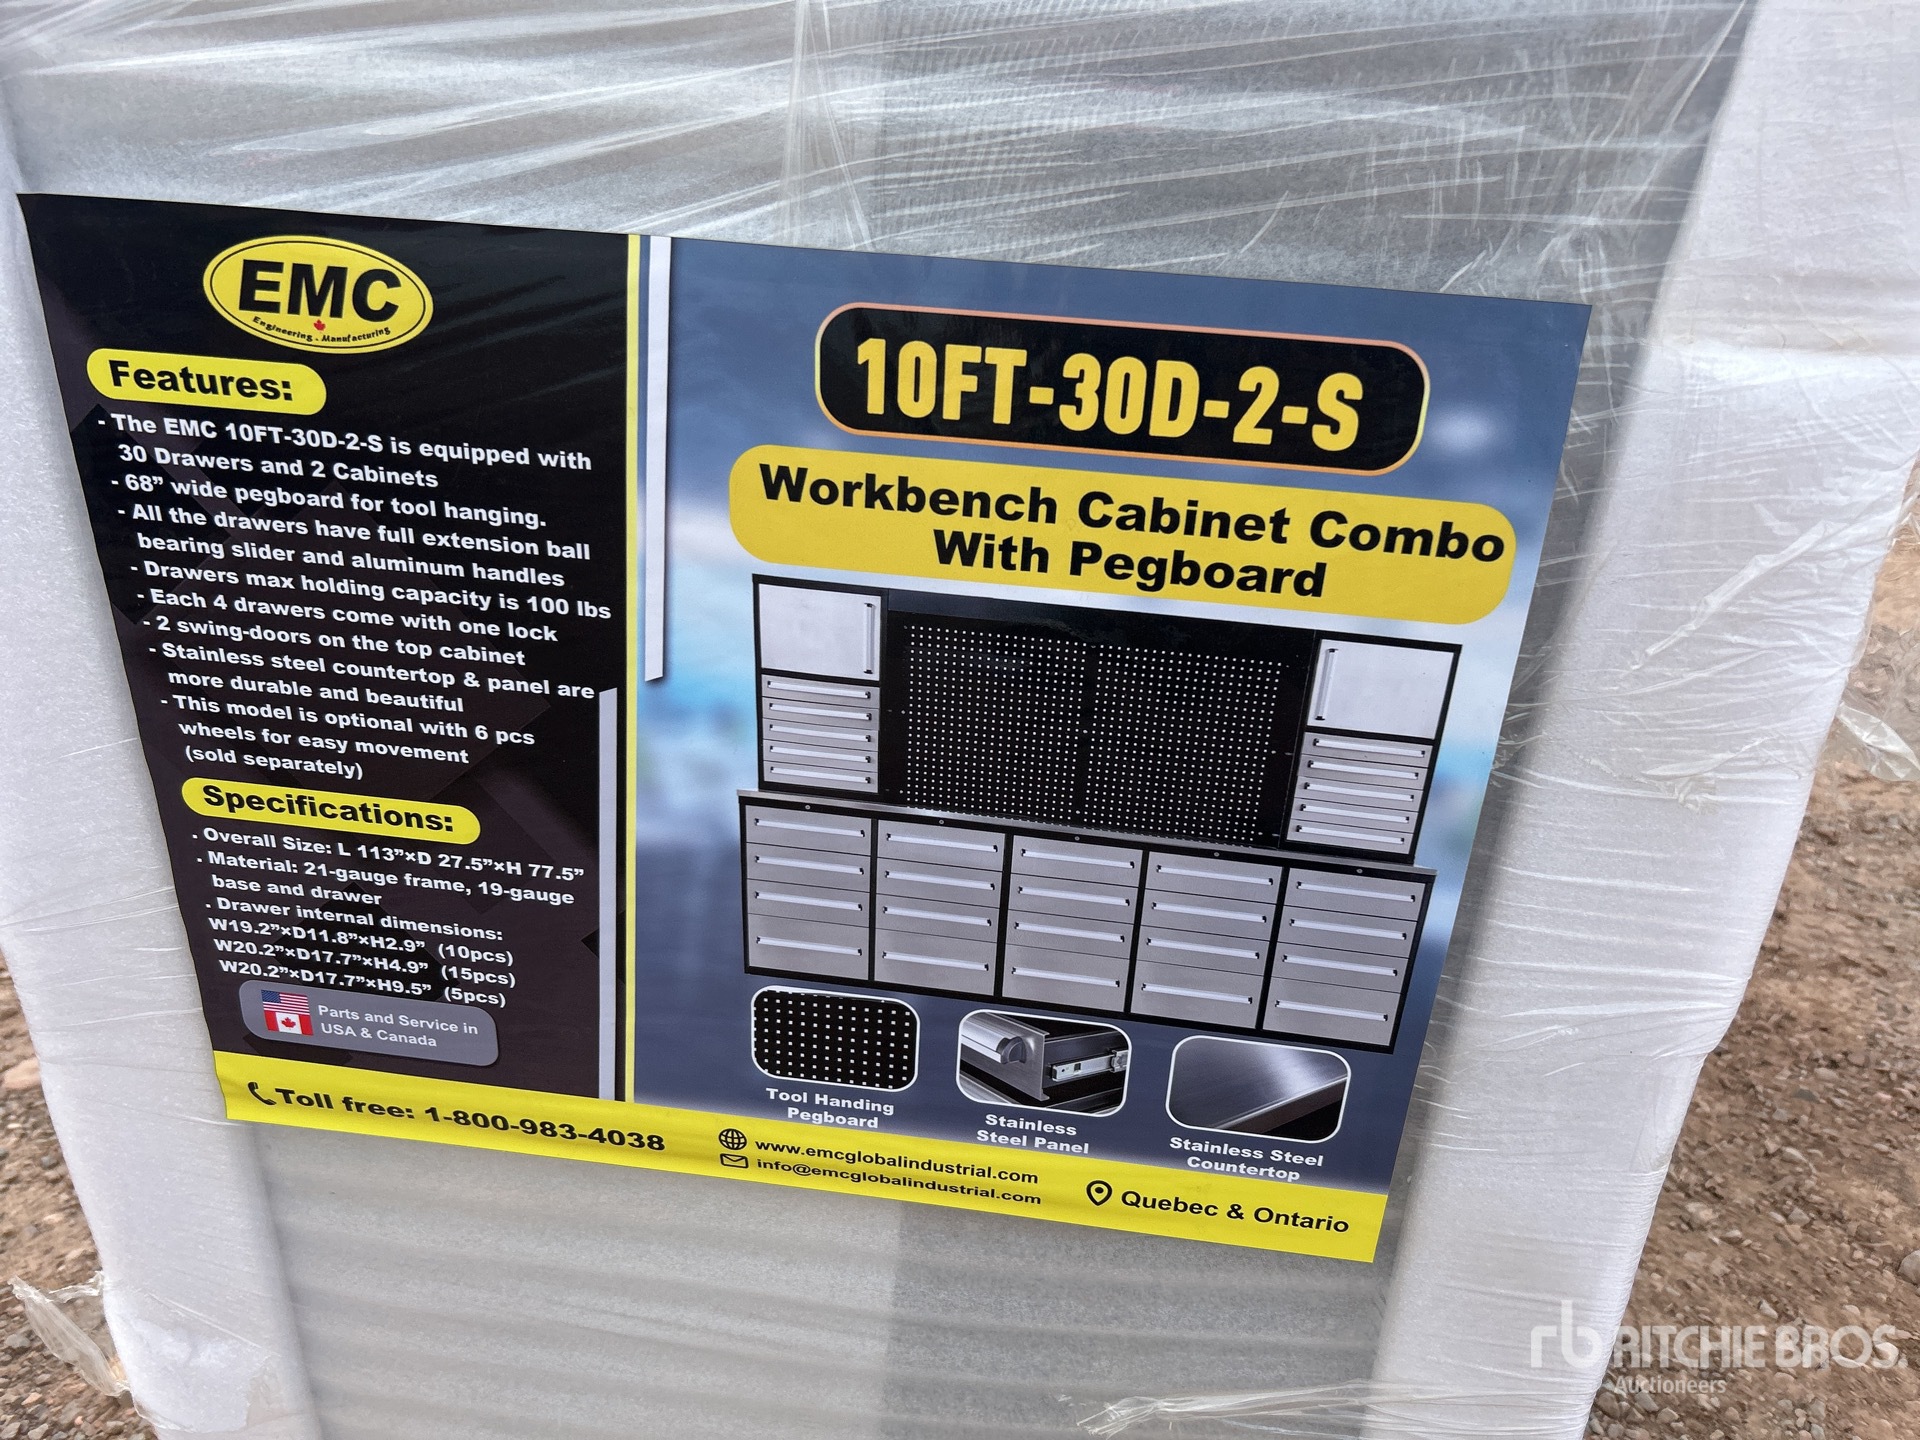 EMC
Engineering . Manufacturing
Features:
- The EMC 10FT-30D-2-S is equipped with
30 Drawers and 2 Cabinets
- 68” wide pegboard for tool hanging.
- All the drawers have full extension ball
bearing slider and aluminum handles
- Drawers max holding capacity is 100 lbs
- Each 4 drawers come with one lock
- 2 swing-doors on the top cabinet
- Stainless steel countertop & panel are
more durable and beautiful
- This model is optional with 6 pcs
wheels for easy movement
(sold separately)
Specifications:
. Overall Size: L 113”×D 27.5”×H 77.5”
. Material: 21-gauge frame, 19-gauge
base and drawer
. Drawer internal dimensions:
W19.2”×D11.8”×H2.9” (10pcs)
W20.2”×D17.7”×H4.9” (15pcs)
W20.2”×D17.7”×H9.5” (5pcs)
Parts and Service in
USA & Canada
10FT-30D-2-S
Workbench Cabinet Combo
With Pegboard
Tool Handing
Pegboard
Stainless
Steel Panel
Stainless Steel
Countertop
Toll free: 1-800-983-4038
www.emcglobalindustrial.com
info@emcglobalindustrial.com
Quebec & Ontario
rb RITCHIE BROS.
Auctioneers